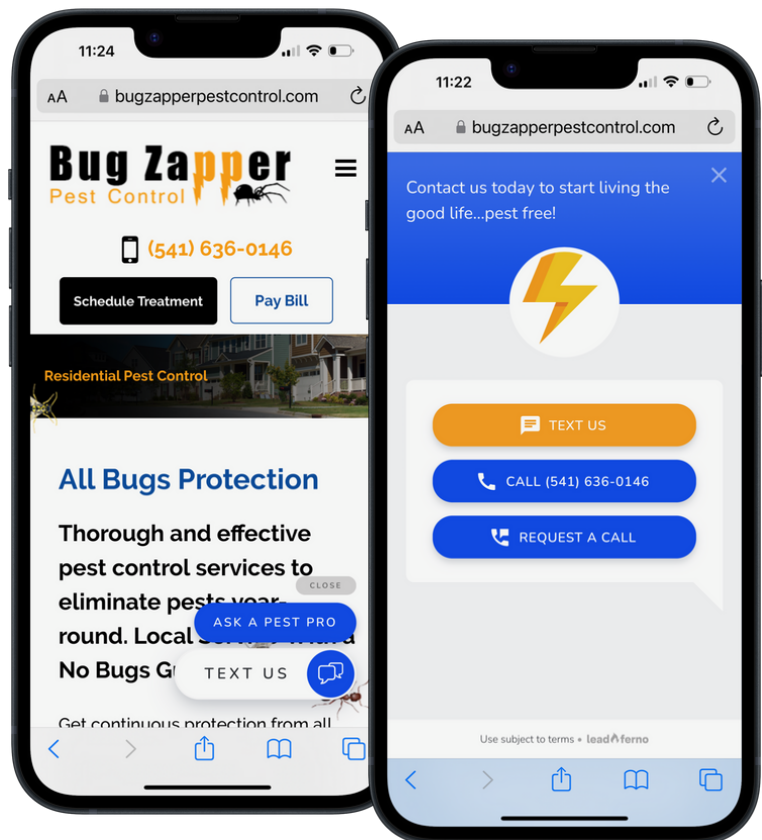 11:24
AA bugzapperpestcontrol.com
Bug Zapper
Pest Control
(541) 636-0146
Schedule Treatment
Pay Bill
Residential Pest Control
All Bugs Protection
Thorough and effective
pest control services to
eliminate pests year-
round. Local
No Bugs
CLOSE
ASK A PEST PRO
TEXT US
Get continuous protection from all
11:22
AA bugzapperpestcontrol.com
Contact us today to start living the
good life...pest free!
TEXT US
CALL (541) 636-0146
REQUEST A CALL
Use subject to terms • leadferno